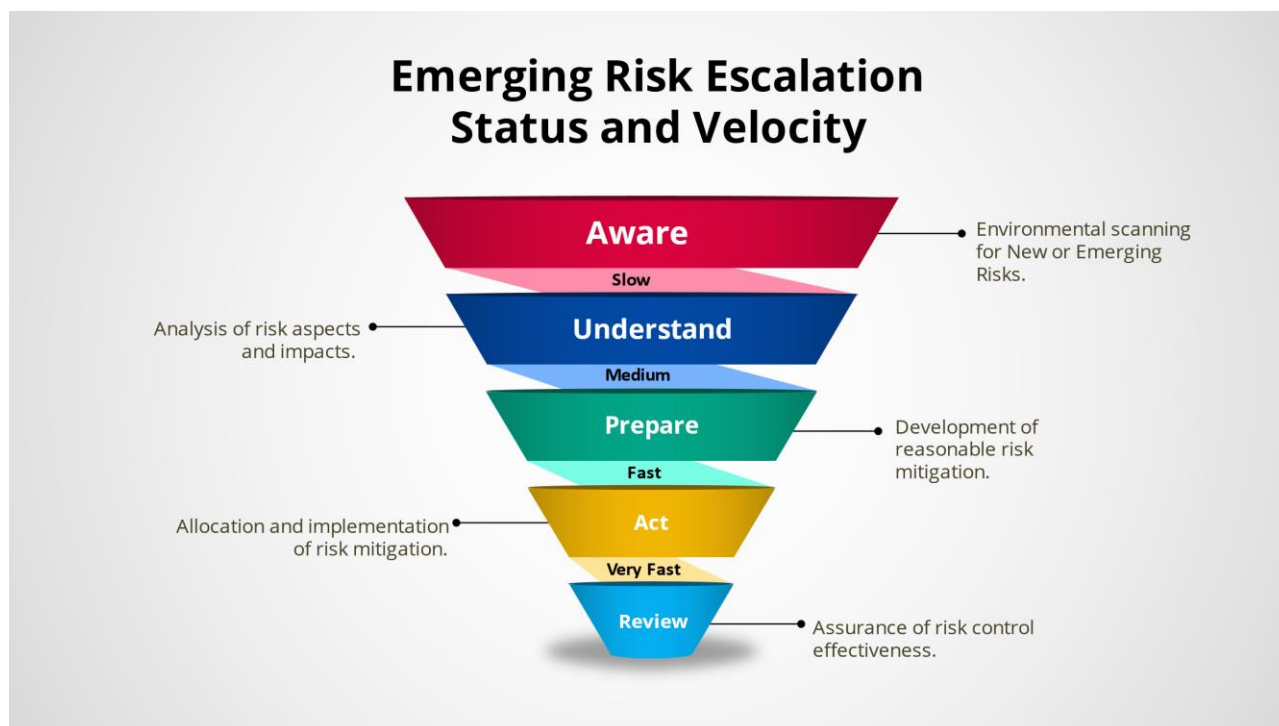 Emerging Risk Escalation
Status and Velocity
Aware
Environmental scanning
for New or Emerging
Risks.
Slow
Understand
Analysis of risk aspects
and impacts.
Medium
Prepare
Development of
reasonable risk
mitigation.
Fast
Act
Allocation and implementation
of risk mitigation.
Very Fast
Review
Assurance of risk control
effectiveness.